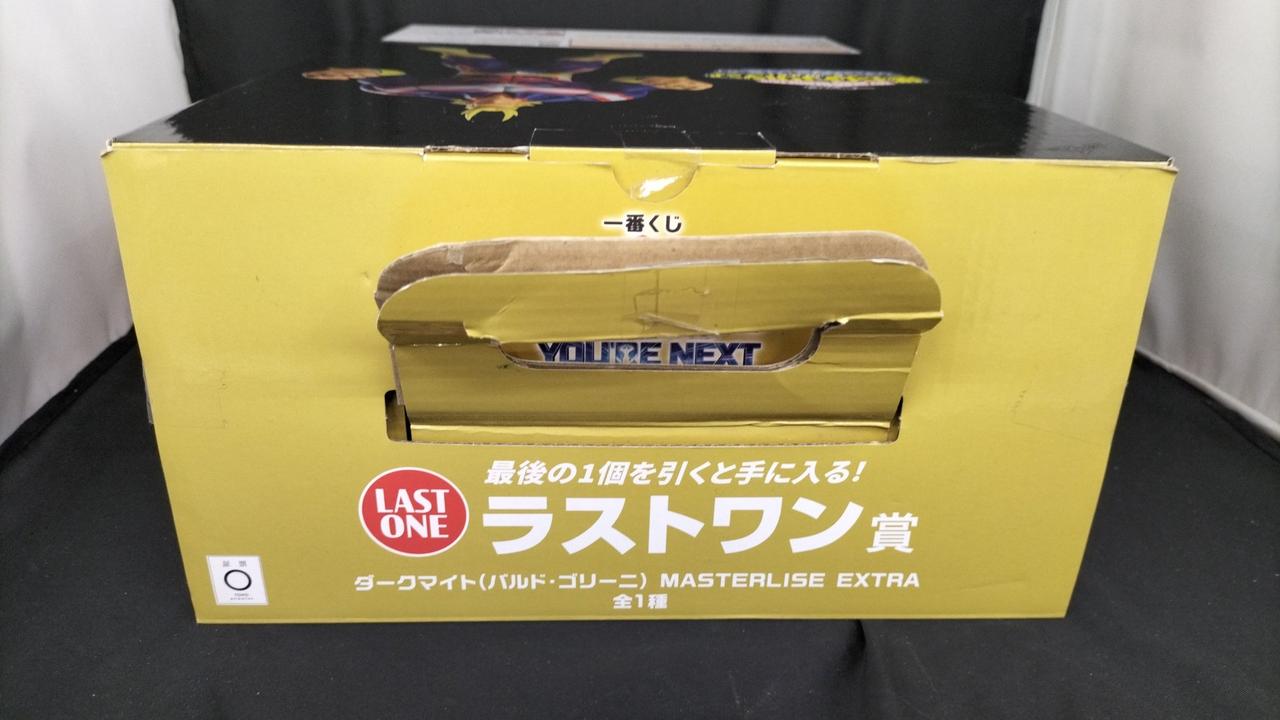 一番くじ
YOU'RE NEXT
最後の1個を引くと手に入る!
LAST
ONE
ラストワン賞
ダークマイト(バルド・ゴリーニ) MASTERLISE EXTRA
全1種
証 票